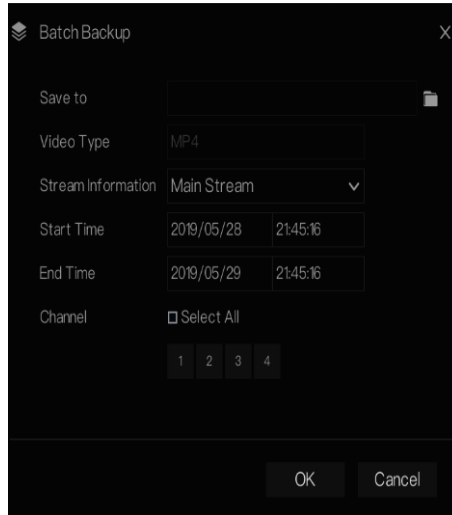 Batch Backup X
Save to
Video Type MP4
Stream Information Main Stream
Start Time 2019/05/28 21:45:16
End Time 2019/05/29 21:45:16
Channel Select All
1 2 3 4
OK Cancel